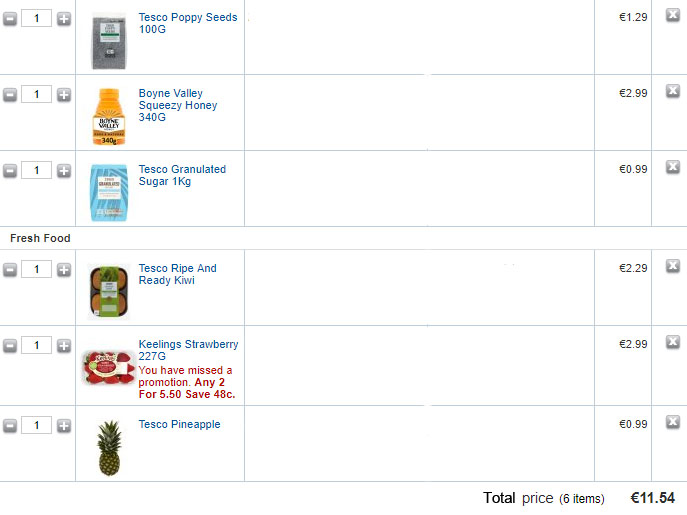 1
Tesco Poppy Seeds
100G
€1.29
1
Boyne Valley
Squeezy Honey
340G
BOYNE
VALLEY
340g
€2.99
1
Tesco Granulated
Sugar 1Kg
GRANULATED
€0.99
Fresh Food
1
Tesco Ripe And
Ready Kiwi
€2.29
1
Keelings Strawberry
227G
You have missed a
promotion. Any 2
For 5.50 Save 48c.
€2.99
1
Tesco Pineapple
€0.99
Total price (6 items) €11.54